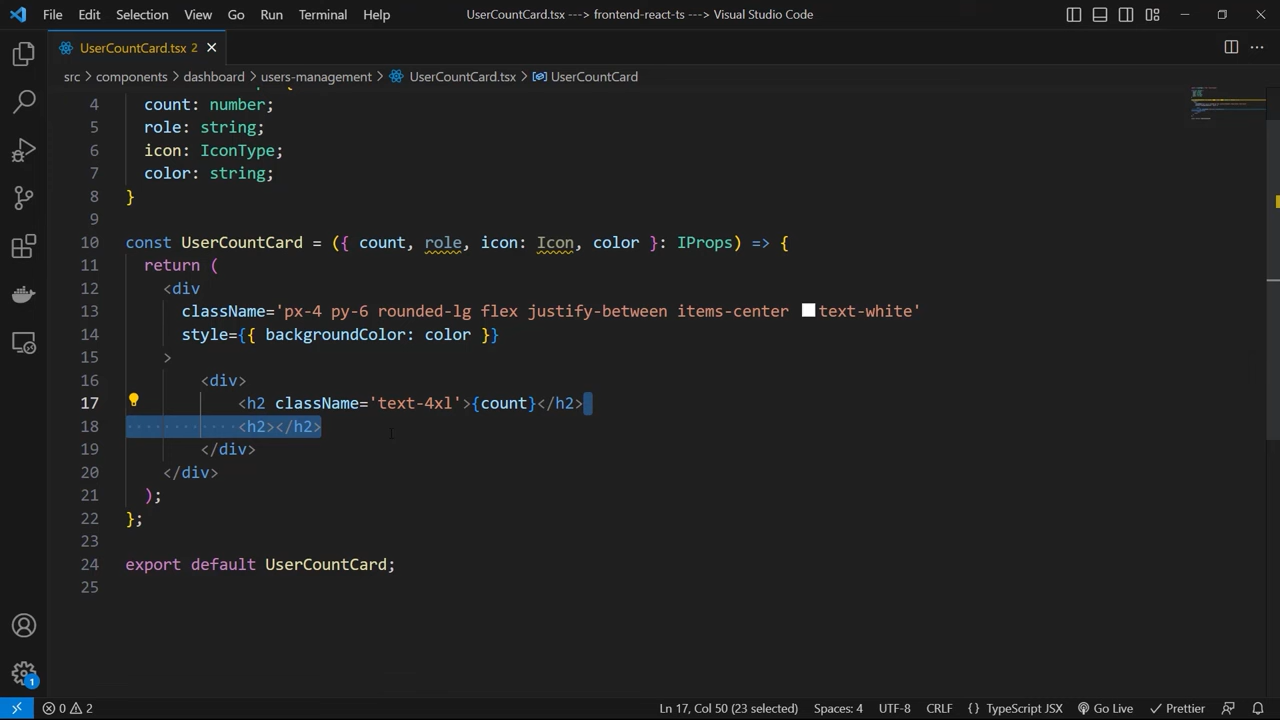 File Edit Selection View Go Run Terminal Help UserCountCard.tsx ---> frontend-react-ts ---> Visual Studio Code
UserCountCard.tsx 2
src > components > dashboard > users-management > UserCountCard.tsx > UserCountCard
4 count: number;
5 role: string;
6 icon: IconType;
7 color: string;
8 }
9
10 const UserCountCard = ({ count, role, icon: Icon, color }: IProps) => {
11 return (
12 <div
13 className='px-4 py-6 rounded-lg flex justify-between items-center text-white'
14 style={{ backgroundColor: color }}
15 >
16 <div>
17 <h2 className='text-4xl'>{count}</h2>
18 <h2></h2>
19 </div>
20 </div>
21 );
22 };
23
24 export default UserCountCard;
25
1
0 2 Ln 17, Col 50 (23 selected) Spaces: 4 UTF-8 CRLF { } TypeScript JSX Go Live Prettier